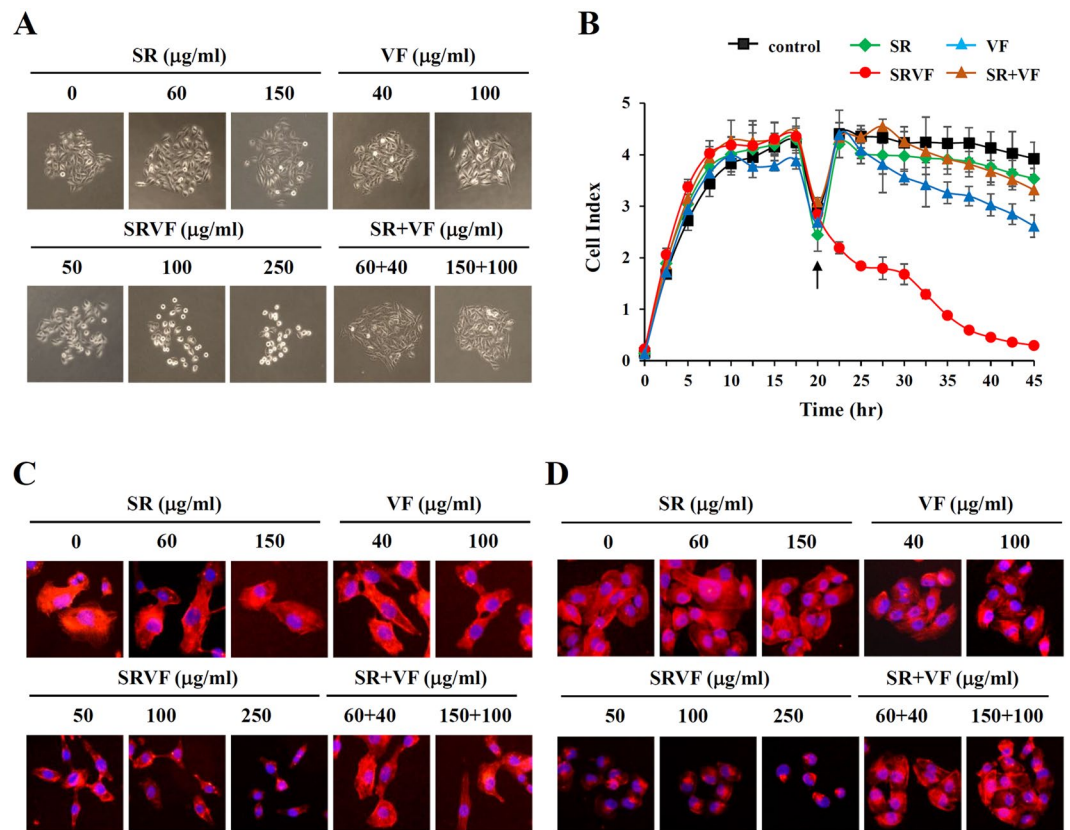 A
SR (µg/ml) VF (µg/ml)
0 60 150 40 100
SRVF (µg/ml) SR+VF (µg/ml)
50 100 250 60+40 150+100
B
control SR VF
SRVF SR+VF
5
4
3
2
1
0
Cell Index
0 5 10 15 20 25 30 35 40 45
Time (hr)
C
SR (µg/ml) VF (µg/ml)
0 60 150 40 100
SRVF (µg/ml) SR+VF (µg/ml)
50 100 250 60+40 150+100
D
SR (µg/ml) VF (µg/ml)
0 60 150 40 100
SRVF (µg/ml) SR+VF (µg/ml)
50 100 250 60+40 150+100